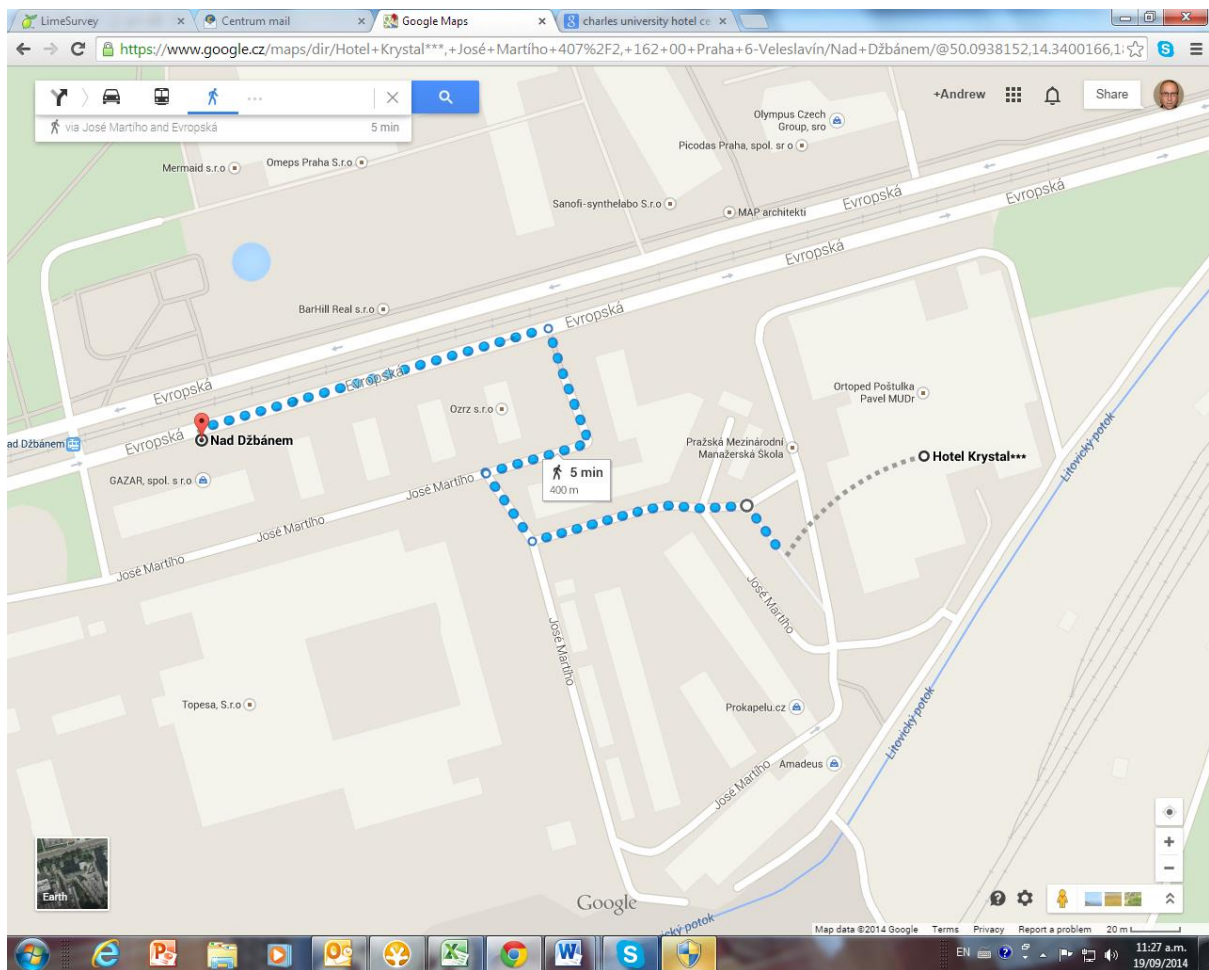 LimeSurvey
Centrum mail
Google Maps
charles university hotel ce
https://www.google.cz/maps/dir/Hotel+Krystal***,+José+Martího+407%2F2,+162+00+Praha+6-Veleslavín/Nad+Džbánem/@50.0938152,14.3400166,1
via José Martího and Evropská 5 min
+Andrew
Share
Olympus Czech
Group, sro
Picodas Praha, spol. sr o
Mermaid s.r.o
Omeps Praha S.r.o
Sanofi-synthelabo S.r.o
MAP architekti
Evropská
Evropská
Evropská
BarHill Real s.r.o
Evropská
Evropská
Evropská
Evropská
Nad Džbánem
ad Džbánem
Ozrz s.r.o
Ortoped Poštulka
Pavel MUDr
Pražská Mezinárodní
Manažerská Škola
Hotel Krystal***
5 min
400 m
GAZAR, spol. s r.o
José Martího
José Martího
José Martího
José Martího
José Martího
José Martího
Litovický potok
Litovický potok
Topesa, S.r.o
Prokapelu.cz
Amadeus
Earth
Google
cký potok
Map data ©2014 Google Terms Privacy Report a problem 20 m
EN
11:27 a.m.
19/09/2014